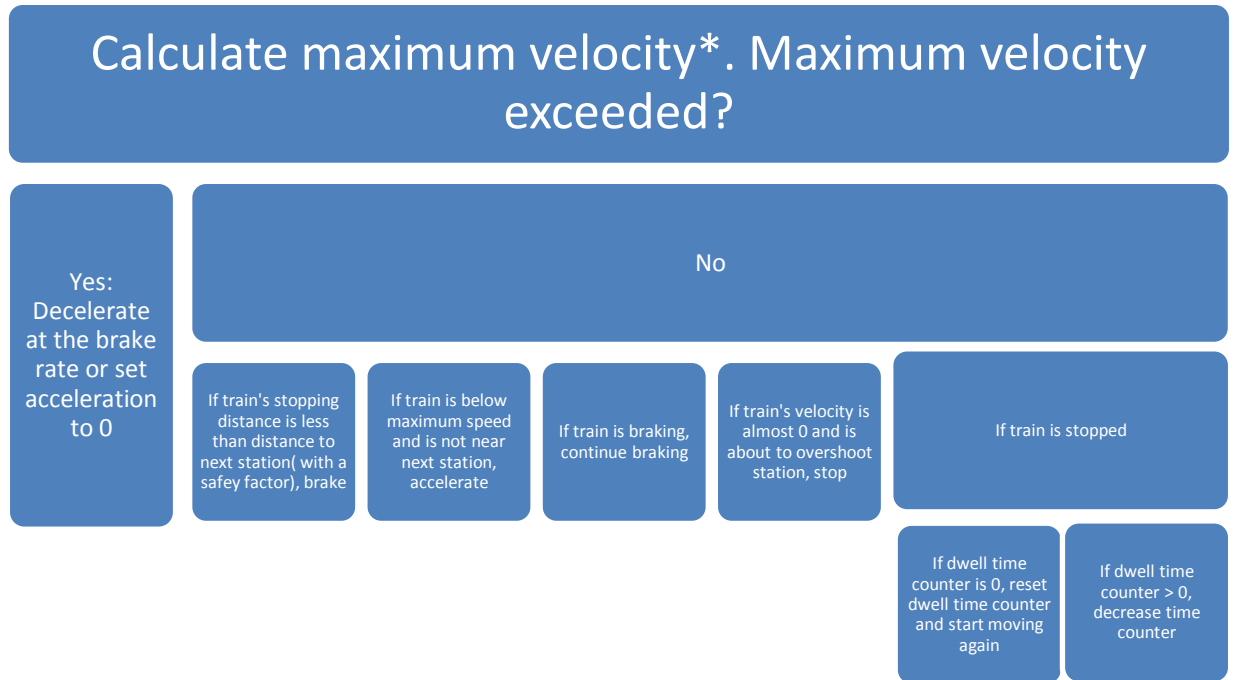 Calculate maximum velocity*. Maximum velocity
exceeded?
Yes:
Decelerate
at the brake
rate or set
acceleration
to 0
No
If train's stopping
distance is less
than distance to
next station( with a
safey factor), brake
If train is below
maximum speed
and is not near
next station,
accelerate
If train is braking,
continue braking
If train's velocity is
almost 0 and is
about to overshoot
station, stop
If train is stopped
If dwell time
counter is 0, reset
dwell time counter
and start moving
again
If dwell time
counter > 0,
decrease time
counter